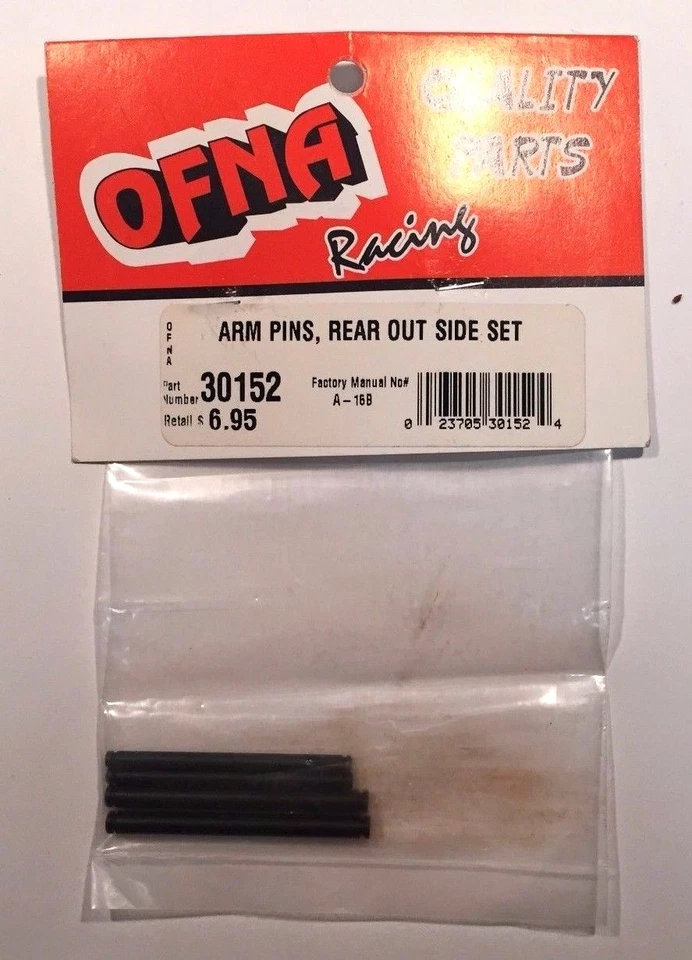 QUALITY
PARTS
OFNA
Racing
OFNA
ARM PINS, REAR OUT SIDE SET
Part
Number 30152
Retail $ 6.95
Factory Manual No#
A-16B
0 23705 30152 4